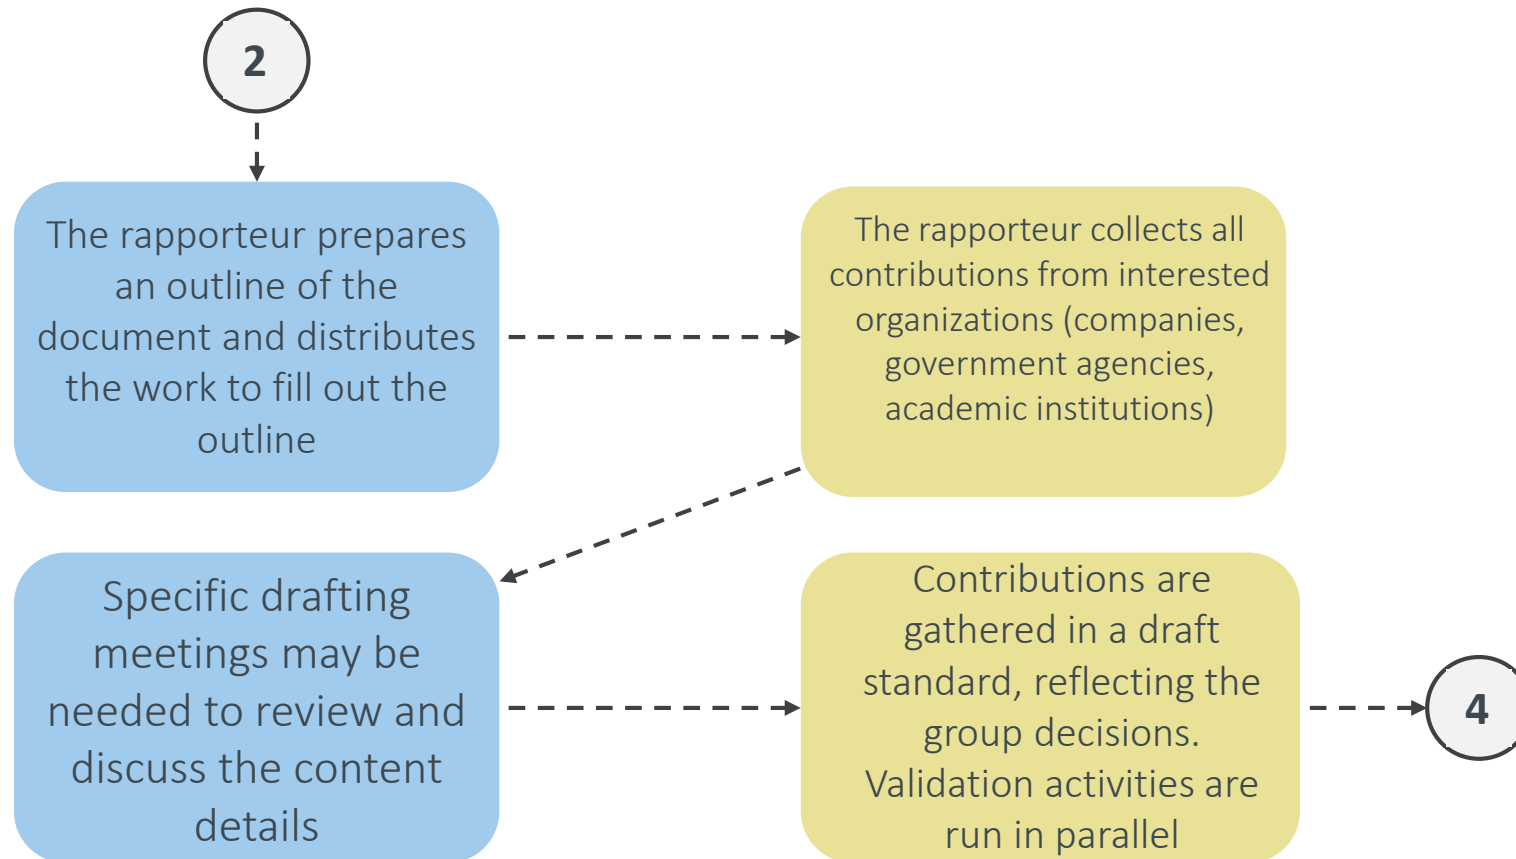 2
The rapporteur prepares
an outline of the
document and distributes
the work to fill out the
outline
The rapporteur collects all
contributions from interested
organizations (companies,
government agencies,
academic institutions)
Specific drafting
meetings may be
needed to review and
discuss the content
details
Contributions are
gathered in a draft
standard, reflecting the
group decisions.
Validation activities are
run in parallel
4